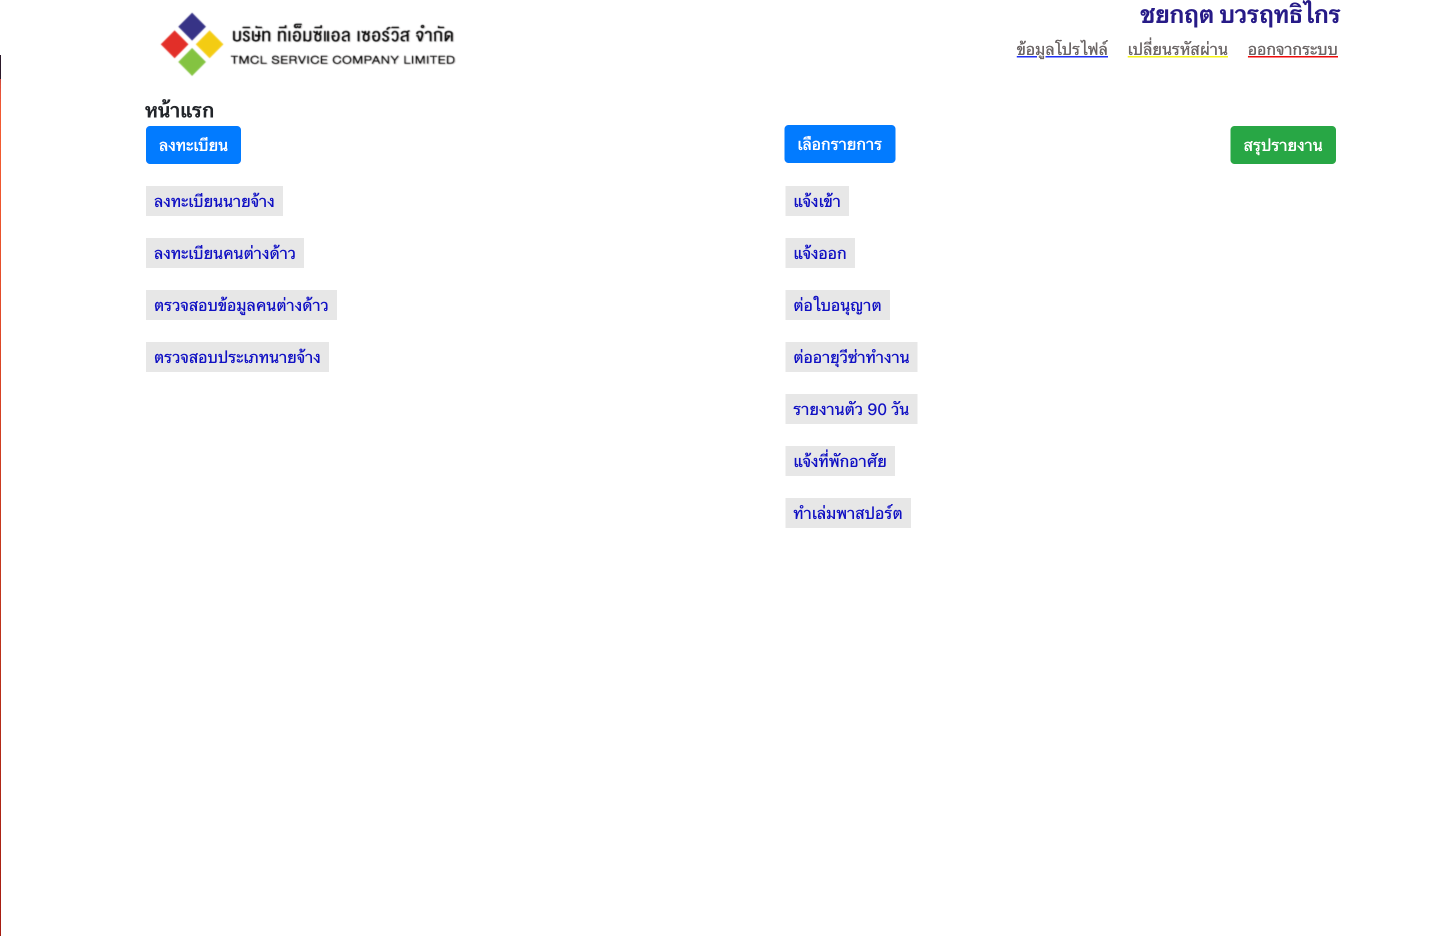 บริษัท ทีเอ็มซีแอล เซอร์วิส จำกัด
TMCL SERVICE COMPANY LIMITED
ชยกฤต บวรฤทธิไกร
ข้อมูลโปรไฟล์ เปลี่ยนรหัสผ่าน ออกจากระบบ
หน้าแรก
ลงทะเบียน
ลงทะเบียนนายจ้าง
ลงทะเบียนคนต่างด้าว
ตรวจสอบข้อมูลคนต่างด้าว
ตรวจสอบประเภทนายจ้าง
เลือกรายการ
แจ้งเข้า
แจ้งออก
ต่อใบอนุญาต
ต่ออายุวีซ่าทำงาน
รายงานตัว 90 วัน
แจ้งที่พักอาศัย
ทำเล่มพาสปอร์ต
สรุปรายงาน